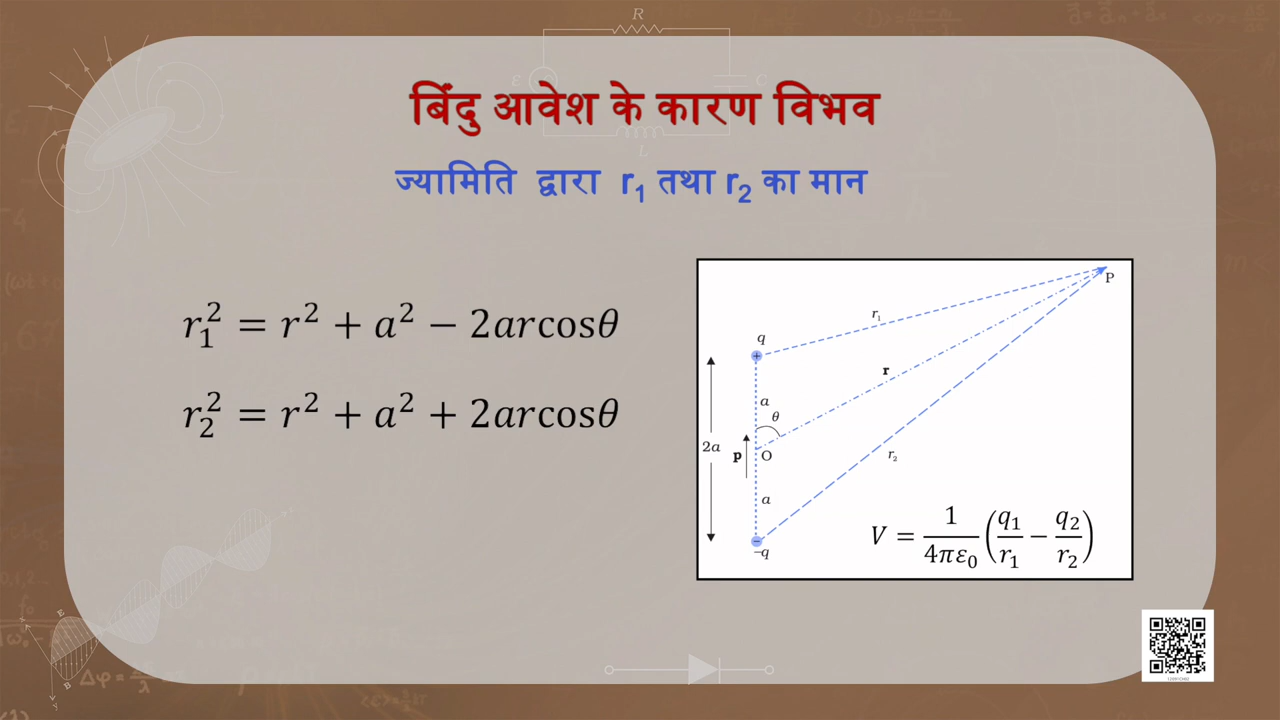 बिंदु आवेश के कारण विभव
ज्यामिति द्वारा r₁ तथा r₂ का मान
r₁² = r² + a² − 2arcosθ
r₂² = r² + a² + 2arcosθ
P
r₁
q
+
r
a
θ
2a
p
O
r₂
a
−
−q
V = 1/4πε₀ (q₁/r₁ − q₂/r₂)
R
ε
C
L
E
B
Δφ =
λ